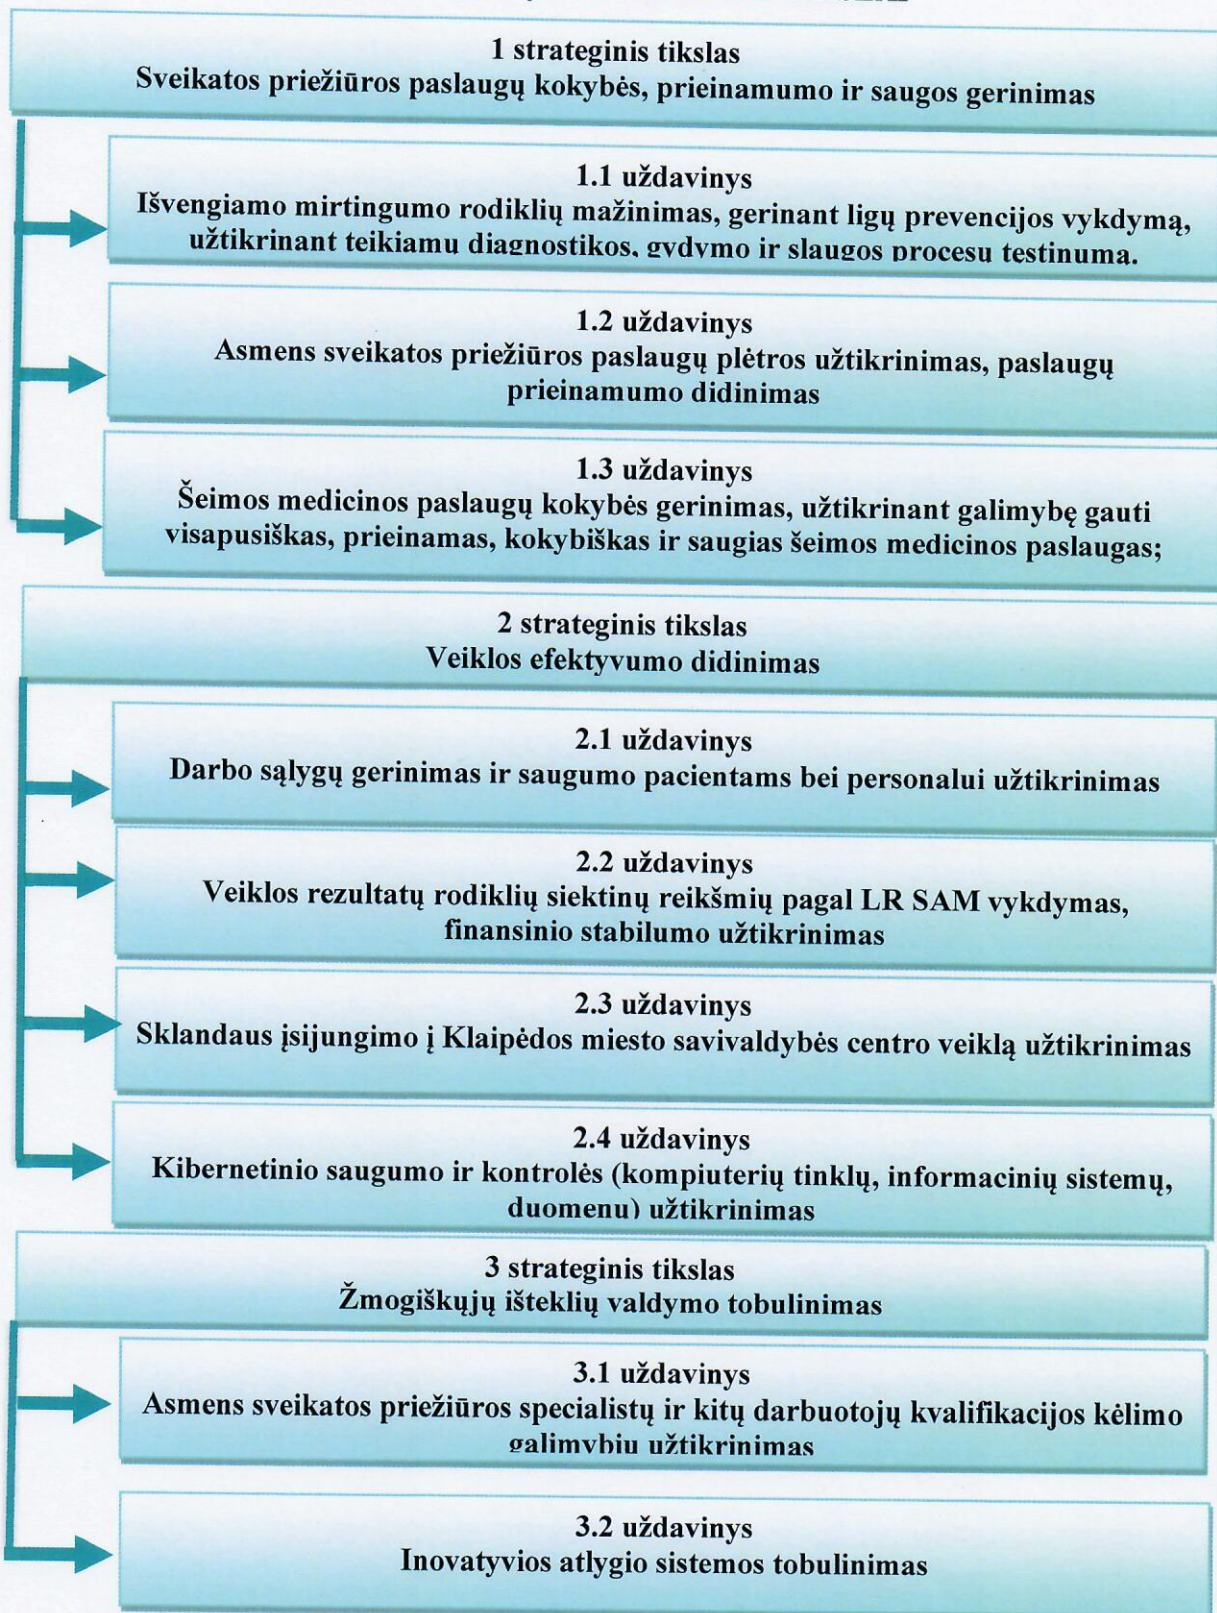 1 strateginis tikslas
Sveikatos priežiūros paslaugų kokybės, prieinamumo ir saugos gerinimas
1.1 uždavinys
Išvengiamo mirtingumo rodiklių mažinimas, gerinant ligų prevencijos vykdymą,
užtikrinant teikiamų diagnostikos, gydymo ir slaugos procesų tęstinumą.
1.2 uždavinys
Asmens sveikatos priežiūros paslaugų plėtros užtikrinimas, paslaugų
prieinamumo didinimas
1.3 uždavinys
Šeimos medicinos paslaugų kokybės gerinimas, užtikrinant galimybę gauti
visapusiškas, prieinamas, kokybiškas ir saugias šeimos medicinos paslaugas;
2 strateginis tikslas
Veiklos efektyvumo didinimas
2.1 uždavinys
Darbo sąlygų gerinimas ir saugumo pacientams bei personalui užtikrinimas
2.2 uždavinys
Veiklos rezultatų rodiklių siektinų reikšmių pagal LR SAM vykdymas,
finansinio stabilumo užtikrinimas
2.3 uždavinys
Sklandaus įsijungimo į Klaipėdos miesto savivaldybės centro veiklą užtikrinimas
2.4 uždavinys
Kibernetinio saugumo ir kontrolės (kompiuterių tinklų, informacinių sistemų,
duomenų) užtikrinimas
3 strateginis tikslas
Žmogiškųjų išteklių valdymo tobulinimas
3.1 uždavinys
Asmens sveikatos priežiūros specialistų ir kitų darbuotojų kvalifikacijos kėlimo
galimybių užtikrinimas
3.2 uždavinys
Inovatyvios atlygio sistemos tobulinimas